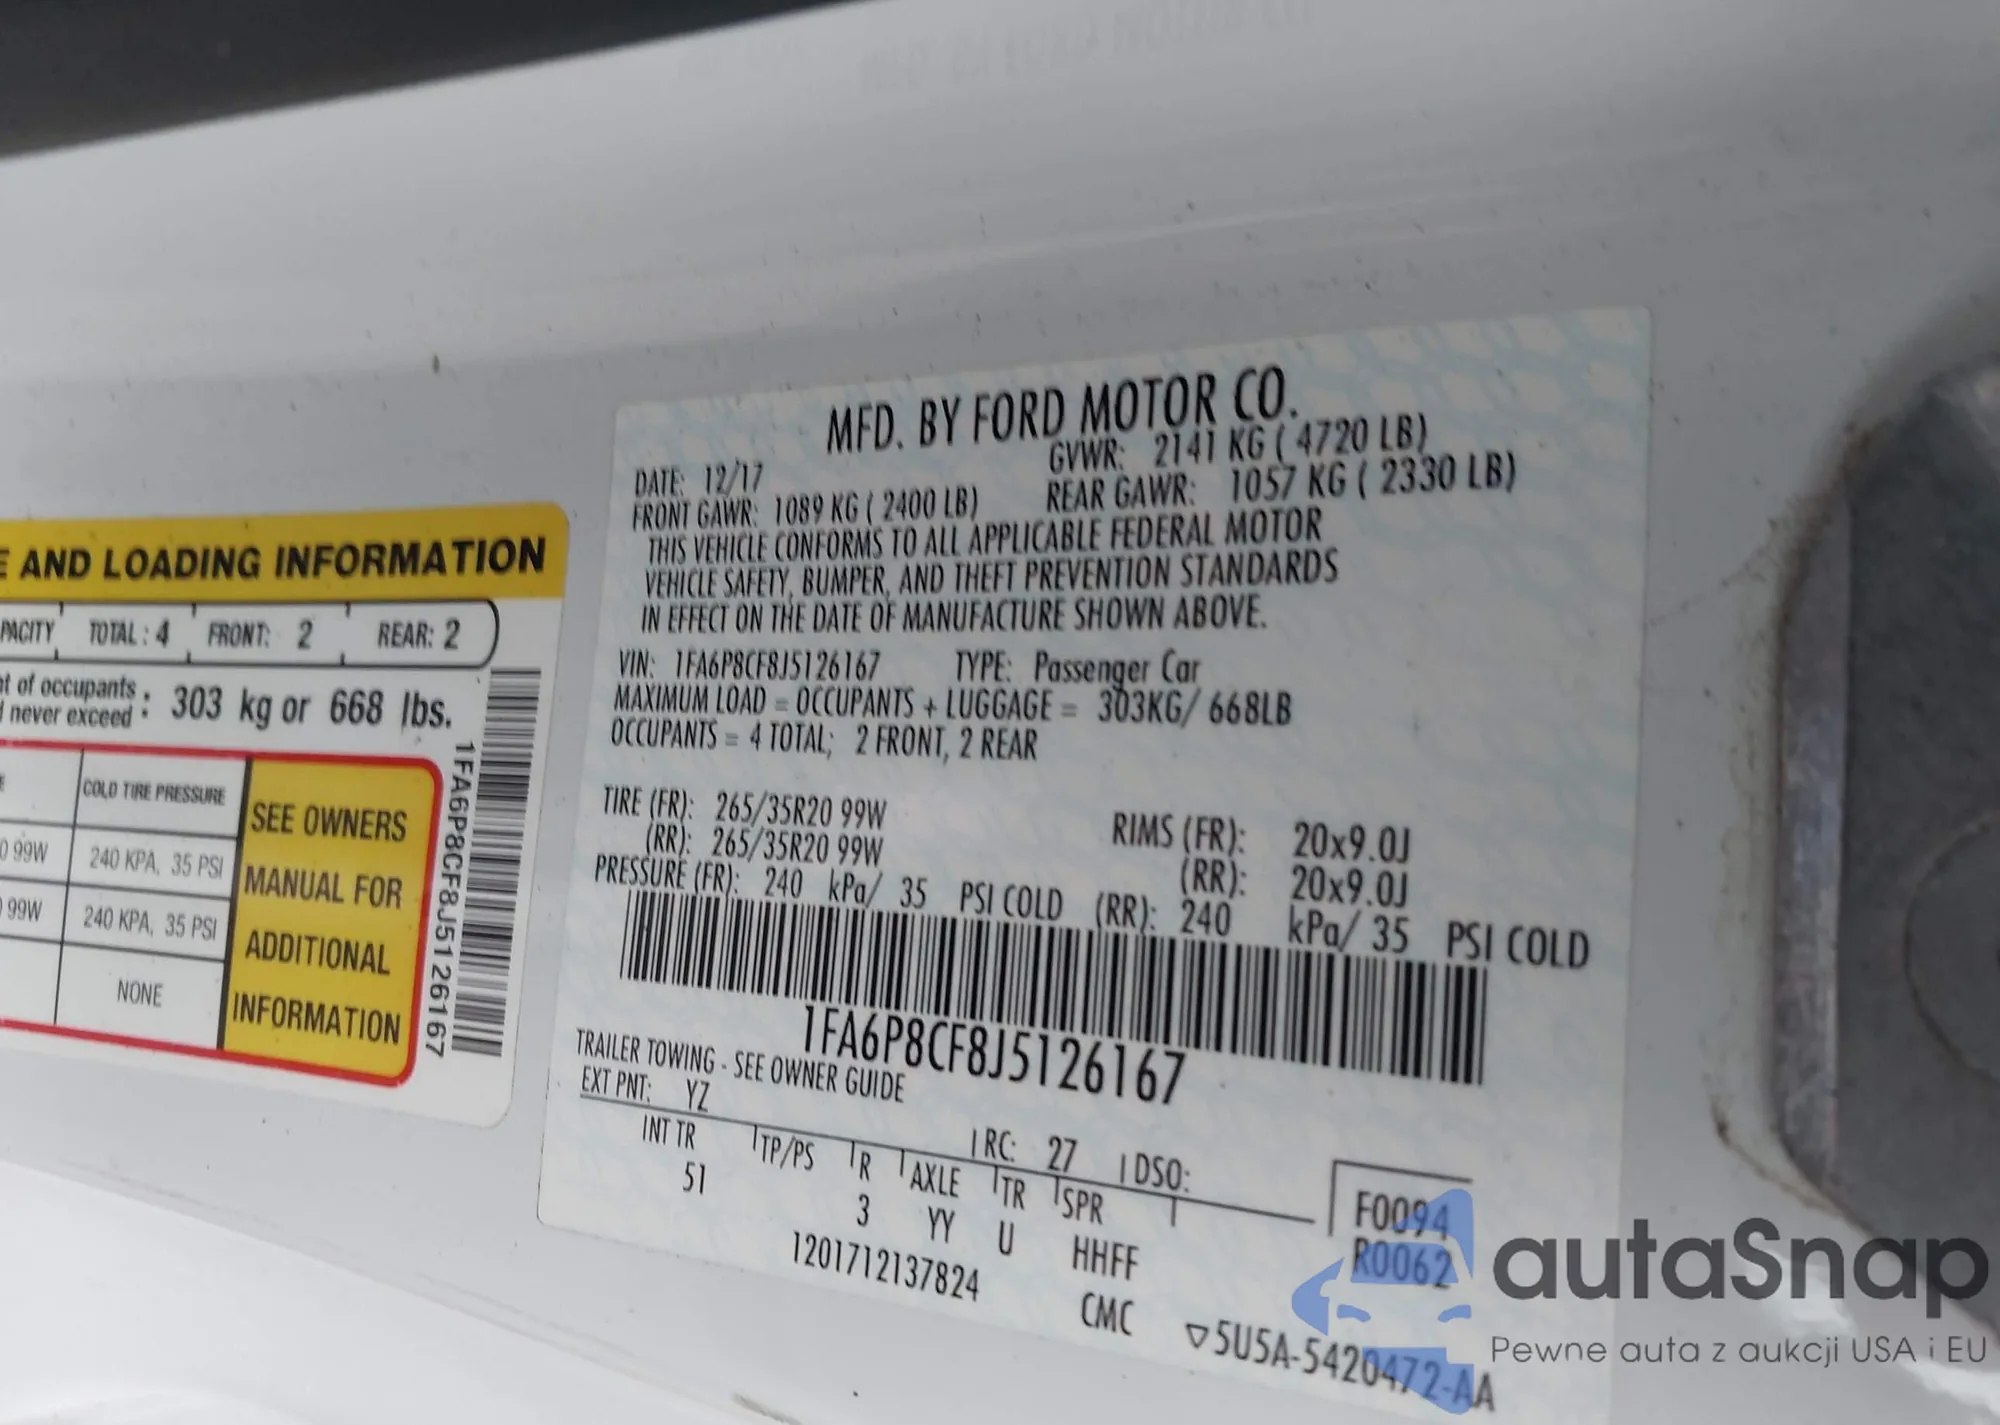 E AND LOADING INFORMATION
PACITY TOTAL: 4 FRONT: 2 REAR: 2
of occupants
never exceed : 303 kg or 668 lbs.
COLD TIRE PRESSURE
0 99W 240 KPA, 35 PSI
99W 240 KPA, 35 PSI
NONE
SEE OWNERS
MANUAL FOR
ADDITIONAL
INFORMATION
1FA6P8CF8J5126167
MFD. BY FORD MOTOR CO.
DATE: 12/17 GVWR: 2141 KG ( 4720 LB)
FRONT GAWR: 1089 KG ( 2400 LB) REAR GAWR: 1057 KG ( 2330 LB)
THIS VEHICLE CONFORMS TO ALL APPLICABLE FEDERAL MOTOR
VEHICLE SAFETY, BUMPER, AND THEFT PREVENTION STANDARDS
IN EFFECT ON THE DATE OF MANUFACTURE SHOWN ABOVE.
VIN: 1FA6P8CF8J5126167 TYPE: Passenger Car
MAXIMUM LOAD = OCCUPANTS + LUGGAGE = 303KG/ 668LB
OCCUPANTS = 4 TOTAL; 2 FRONT, 2 REAR
TIRE (FR): 265/35R20 99W RIMS (FR): 20x9.0J
(RR): 265/35R20 99W (RR): 20x9.0J
PRESSURE (FR): 240 kPa/ 35 PSI COLD (RR): 240 kPa/ 35 PSI COLD
1FA6P8CF8J5126167
TRAILER TOWING - SEE OWNER GUIDE
EXT PNT: YZ RC: 27 DSO:
INT TR TP/PS R AXLE TR SPR
51 3 YY U HHFF
F0094
R0062
1201712137824 CMC
▽5U5A-5420472-AA
autaSnap
Pewne auta z aukcji USA i EU